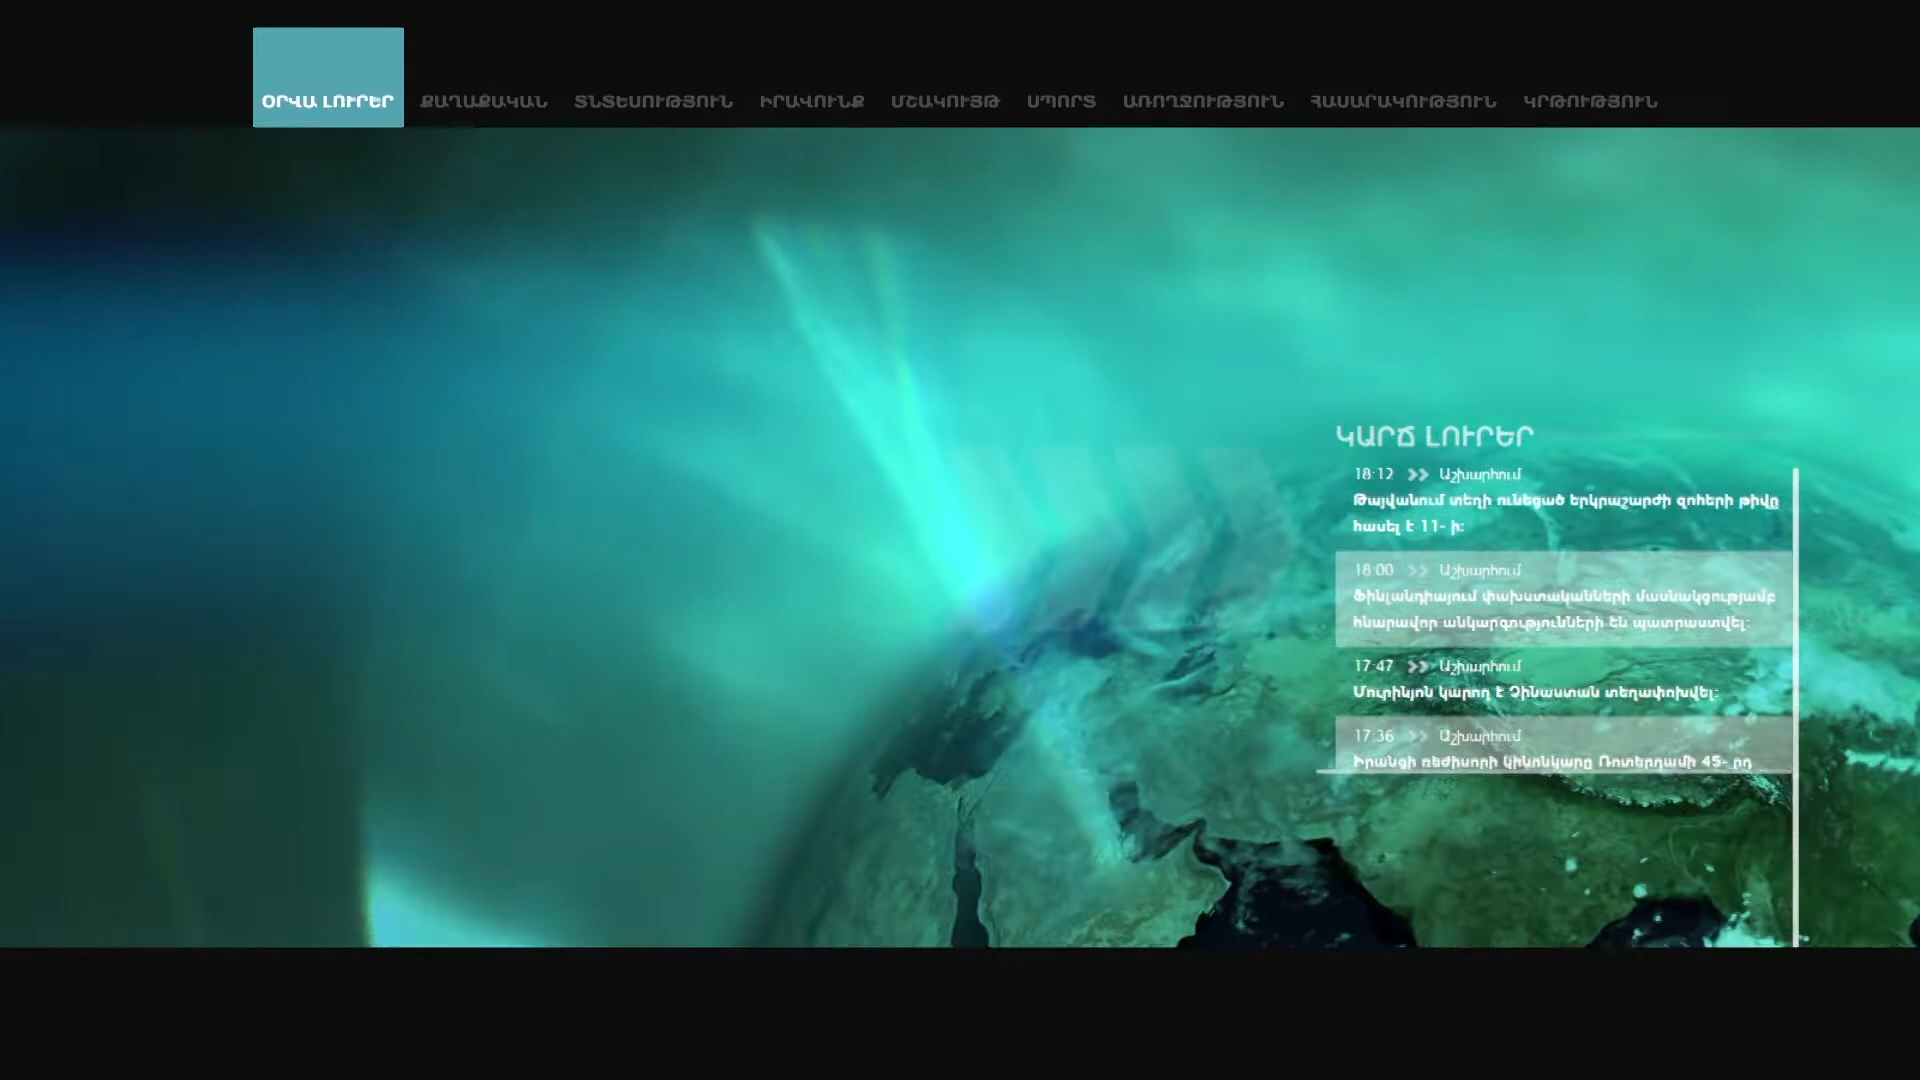 ՕՐՎԱ ԼՈՒՐԵՐ ՔԱՂԱՔԱԿԱՆ ՏՆՏԵՍՈՒԹՅՈՒՆ ԻՐԱՎՈՒՆՔ ՄՇԱԿՈՒՅԹ ՍՊՈՐՏ ԱՌՈՂՋՈՒԹՅՈՒՆ ՀԱՍԱՐԱԿՈՒԹՅՈՒՆ ԿՐԹՈՒԹՅՈՒՆ
ԿԱՐՃ ԼՈՒՐԵՐ
18:12 >> Աշխարհում
Թայվանում տեղի ունեցած երկրաշարժի զոհերի թիվը
հասել է 11- ի:
18:00 >> Աշխարհում
Ֆինլանդիայում փախստականների մասնակցությամբ
հնարավոր անկարգությունների են պատրաստվել:
17:47 >> Աշխարհում
Մուրինյոն կարող է Չինաստան տեղափոխվել:
17:36 >> Աշխարհում
Իրանցի ռեժիսորի կինոնկարը Ռոտերդամի 45- րդ